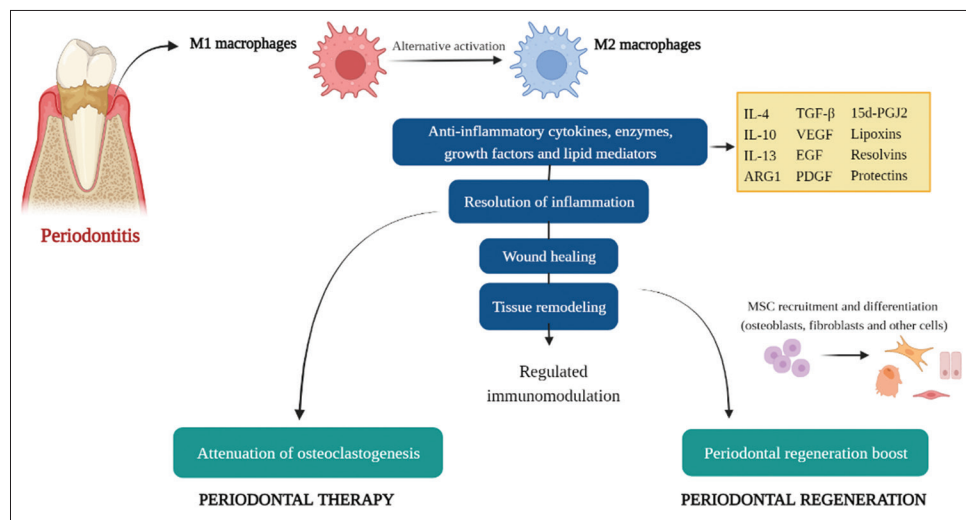 M1 macrophages
Alternative activation
M2 macrophages
Periodontitis
Anti-inflammatory cytokines, enzymes,
growth factors and lipid mediators
IL-4 TGF-β 15d-PGJ2
IL-10 VEGF Lipoxins
IL-13 EGF Resolvins
ARG1 PDGF Protectins
Resolution of inflammation
Wound healing
Tissue remodeling
Regulated
immunomodulation
MSC recruitment and differentiation
(osteoblasts, fibroblasts and other cells)
Attenuation of osteoclastogenesis
PERIODONTAL THERAPY
Periodontal regeneration boost
PERIODONTAL REGENERATION